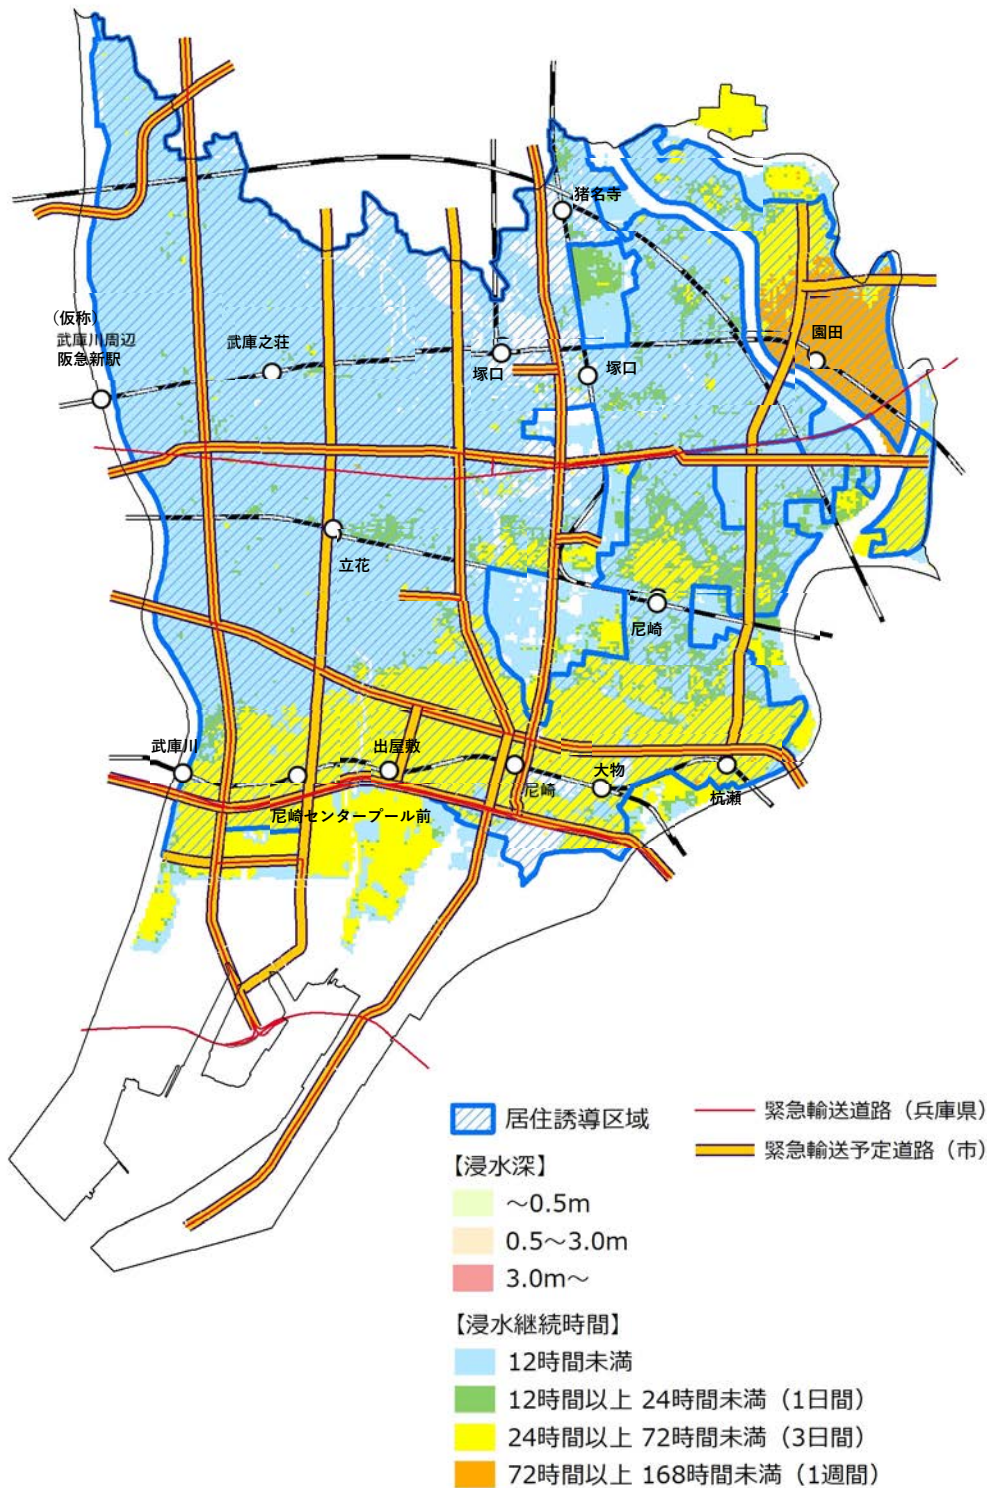 猪名寺
(仮称)
武庫川周辺
阪急新駅
武庫之荘
塚口
塚口
園田
立花
尼崎
武庫川
出屋敷
尼崎
大物
杭瀬
尼崎センタープール前
居住誘導区域
緊急輸送道路（兵庫県）
緊急輸送予定道路（市）
【浸水深】
～0.5m
0.5～3.0m
3.0m～
【浸水継続時間】
12時間未満
12時間以上 24時間未満（1日間）
24時間以上 72時間未満（3日間）
72時間以上 168時間未満（1週間）